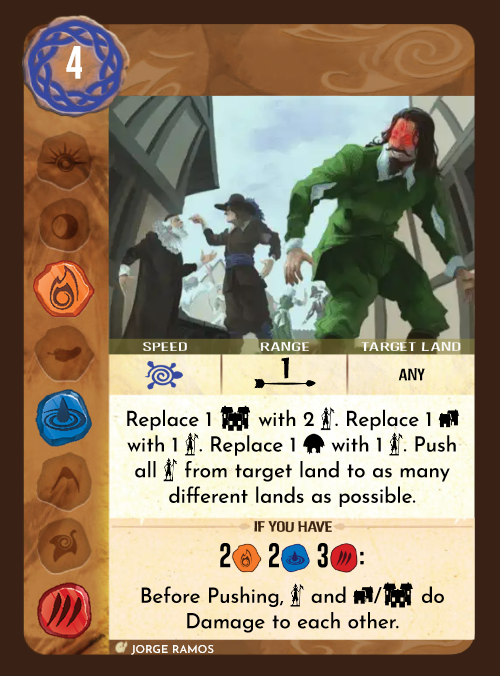 4
SPEED RANGE TARGET LAND
1 ANY
Replace 1 with 2 . Replace 1
with 1 . Replace 1 with 1 . Push
all from target land to as many
different lands as possible.
IF YOU HAVE
2 2 3 :
Before Pushing, and / do
Damage to each other.
JORGE RAMOS